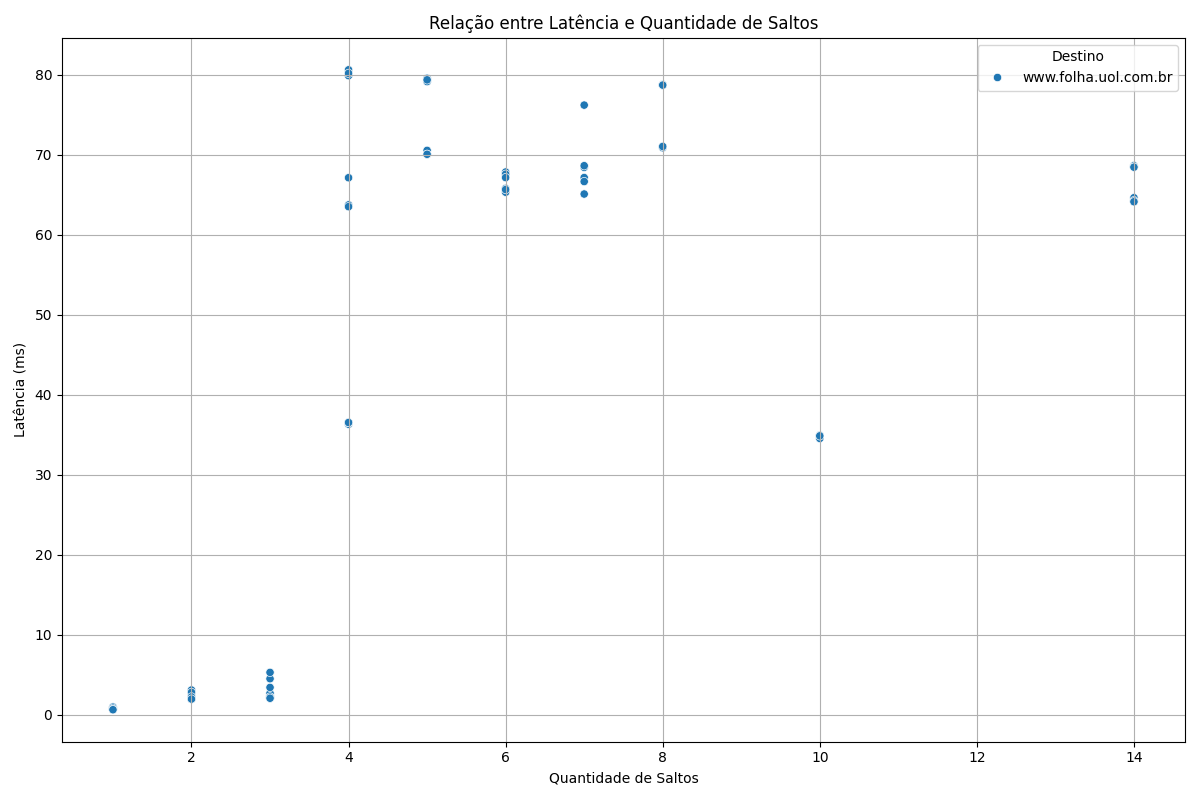 Relação entre Latência e Quantidade de Saltos
Destino
www.folha.uol.com.br
Latência (ms)
80
70
60
50
40
30
20
10
0
2 4 6 8 10 12 14
Quantidade de Saltos